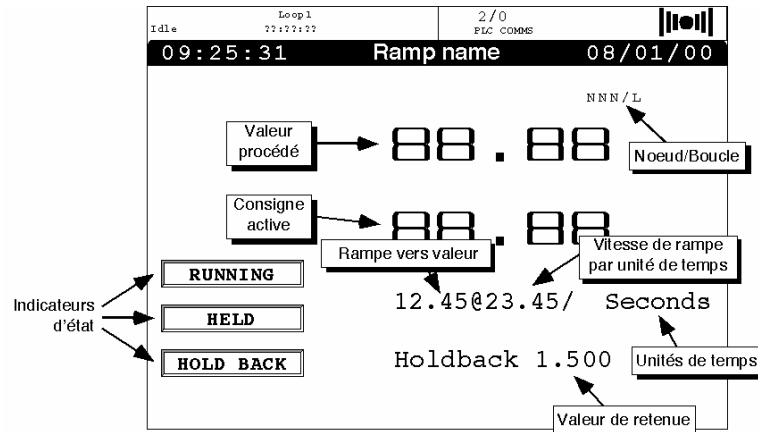 Loop1
Idle ??:??:??
2/0
PLC COMMS
09:25:31 Ramp name 08/01/00
NNN/L
Valeur
procédé
88.88
Noeud/Boucle
Consigne
active
88.88
Rampe vers valeur
Vitesse de rampe
par unité de temps
RUNNING
12.45@23.45/ Seconds
Indicateurs
d'état
HELD
HOLD BACK
Holdback 1.500
Unités de temps
Valeur de retenue